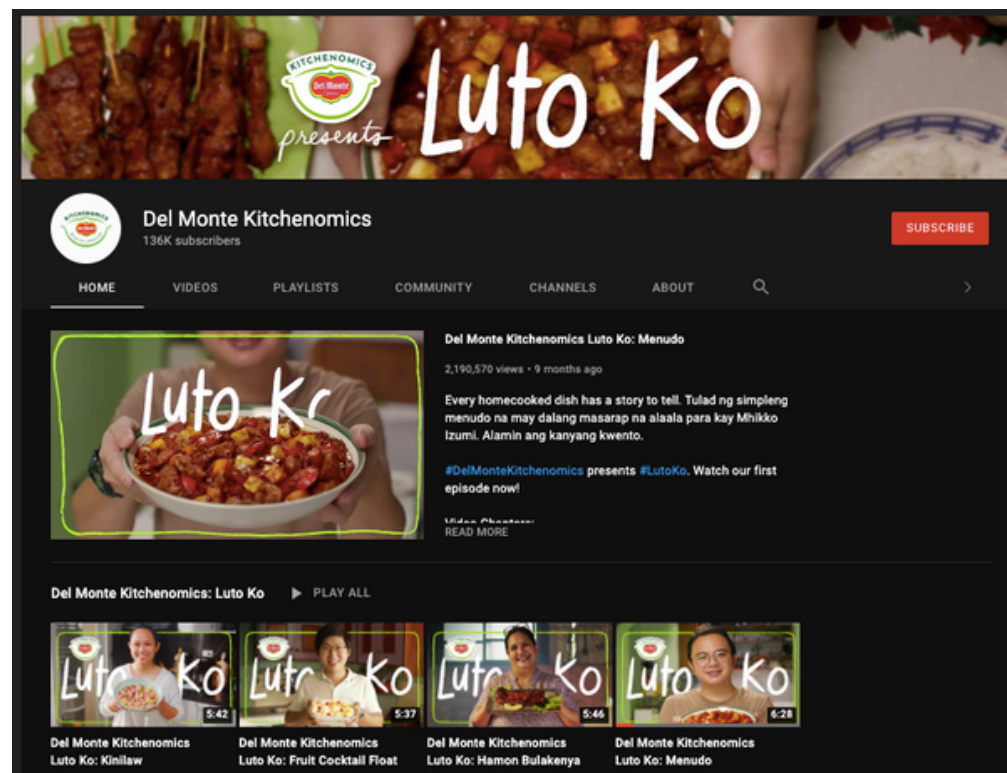 KITCHENOMICS
Del Monte
presents
Luto Ko
Del Monte Kitchenomics
136K subscribers
SUBSCRIBE
HOME VIDEOS PLAYLISTS COMMUNITY CHANNELS ABOUT
Luto Ko
Del Monte Kitchenomics Luto Ko: Menudo
2,190,570 views • 9 months ago
Every homecooked dish has a story to tell. Tulad ng simpleng
menudo na may dalang masarap na alaala para kay Mhikko
Izumi. Alamin ang kanyang kwento.
#DelMonteKitchenomics presents #LutoKo. Watch our first
episode now!
Video Chapters:
READ MORE
Del Monte Kitchenomics: Luto Ko PLAY ALL
Luto Ko
5:42
Luto Ko
5:37
Luto Ko
5:46
Luto Ko
6:28
Del Monte Kitchenomics
Luto Ko: Kinilaw
Del Monte Kitchenomics
Luto Ko: Fruit Cocktail Float
Del Monte Kitchenomics
Luto Ko: Hamon Bulakenya
Del Monte Kitchenomics
Luto Ko: Menudo